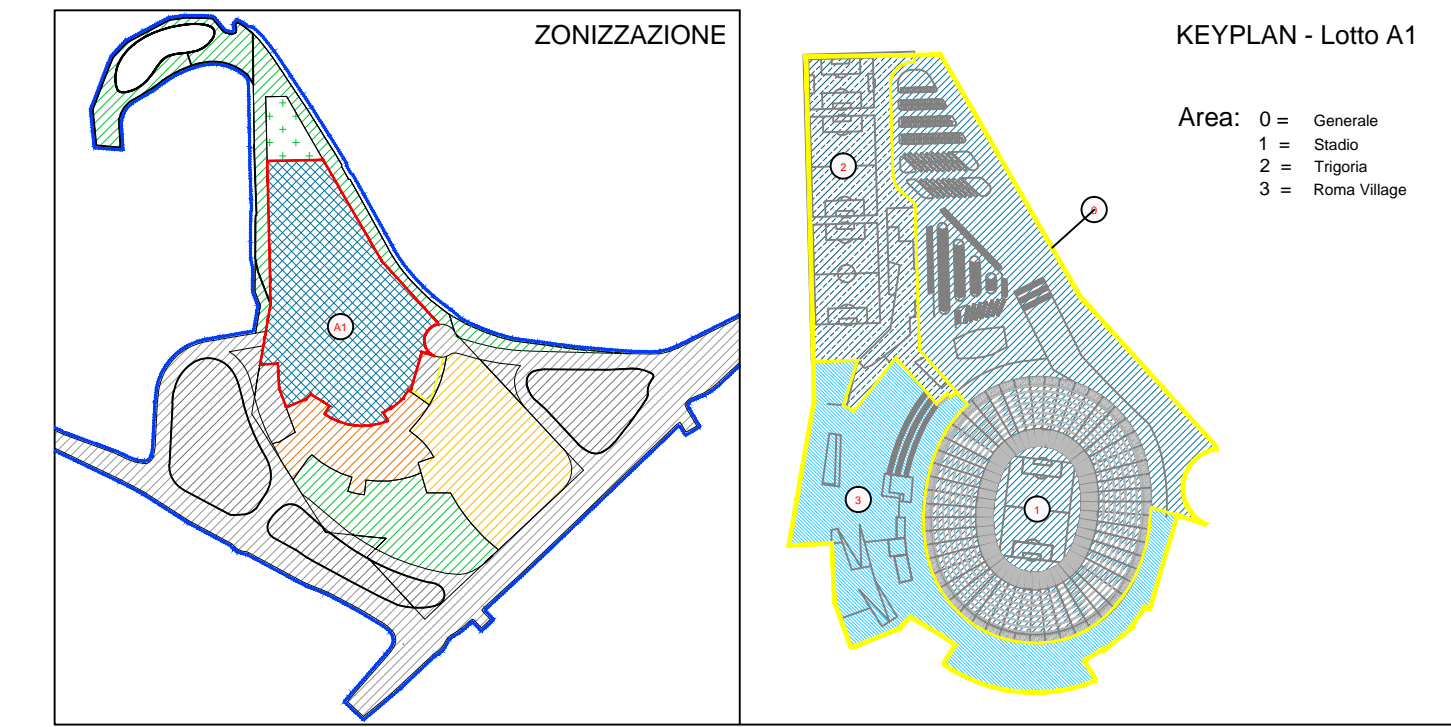 ZONIZZAZIONE
A1
KEYPLAN - Lotto A1
Area: 0 = Generale
1 = Stadio
2 = Trigoria
3 = Roma Village
2
0
3
1